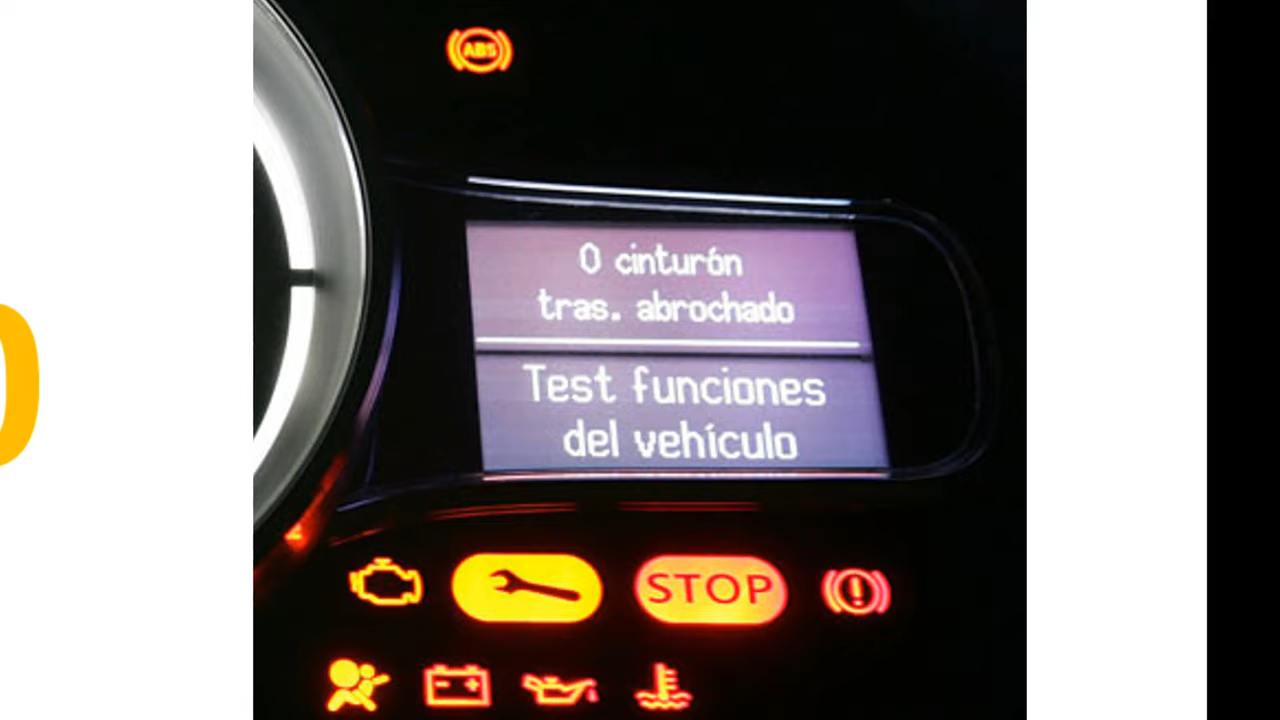 ABS
0 cinturón
tras. abrochado
Test funciones
del vehículo
STOP